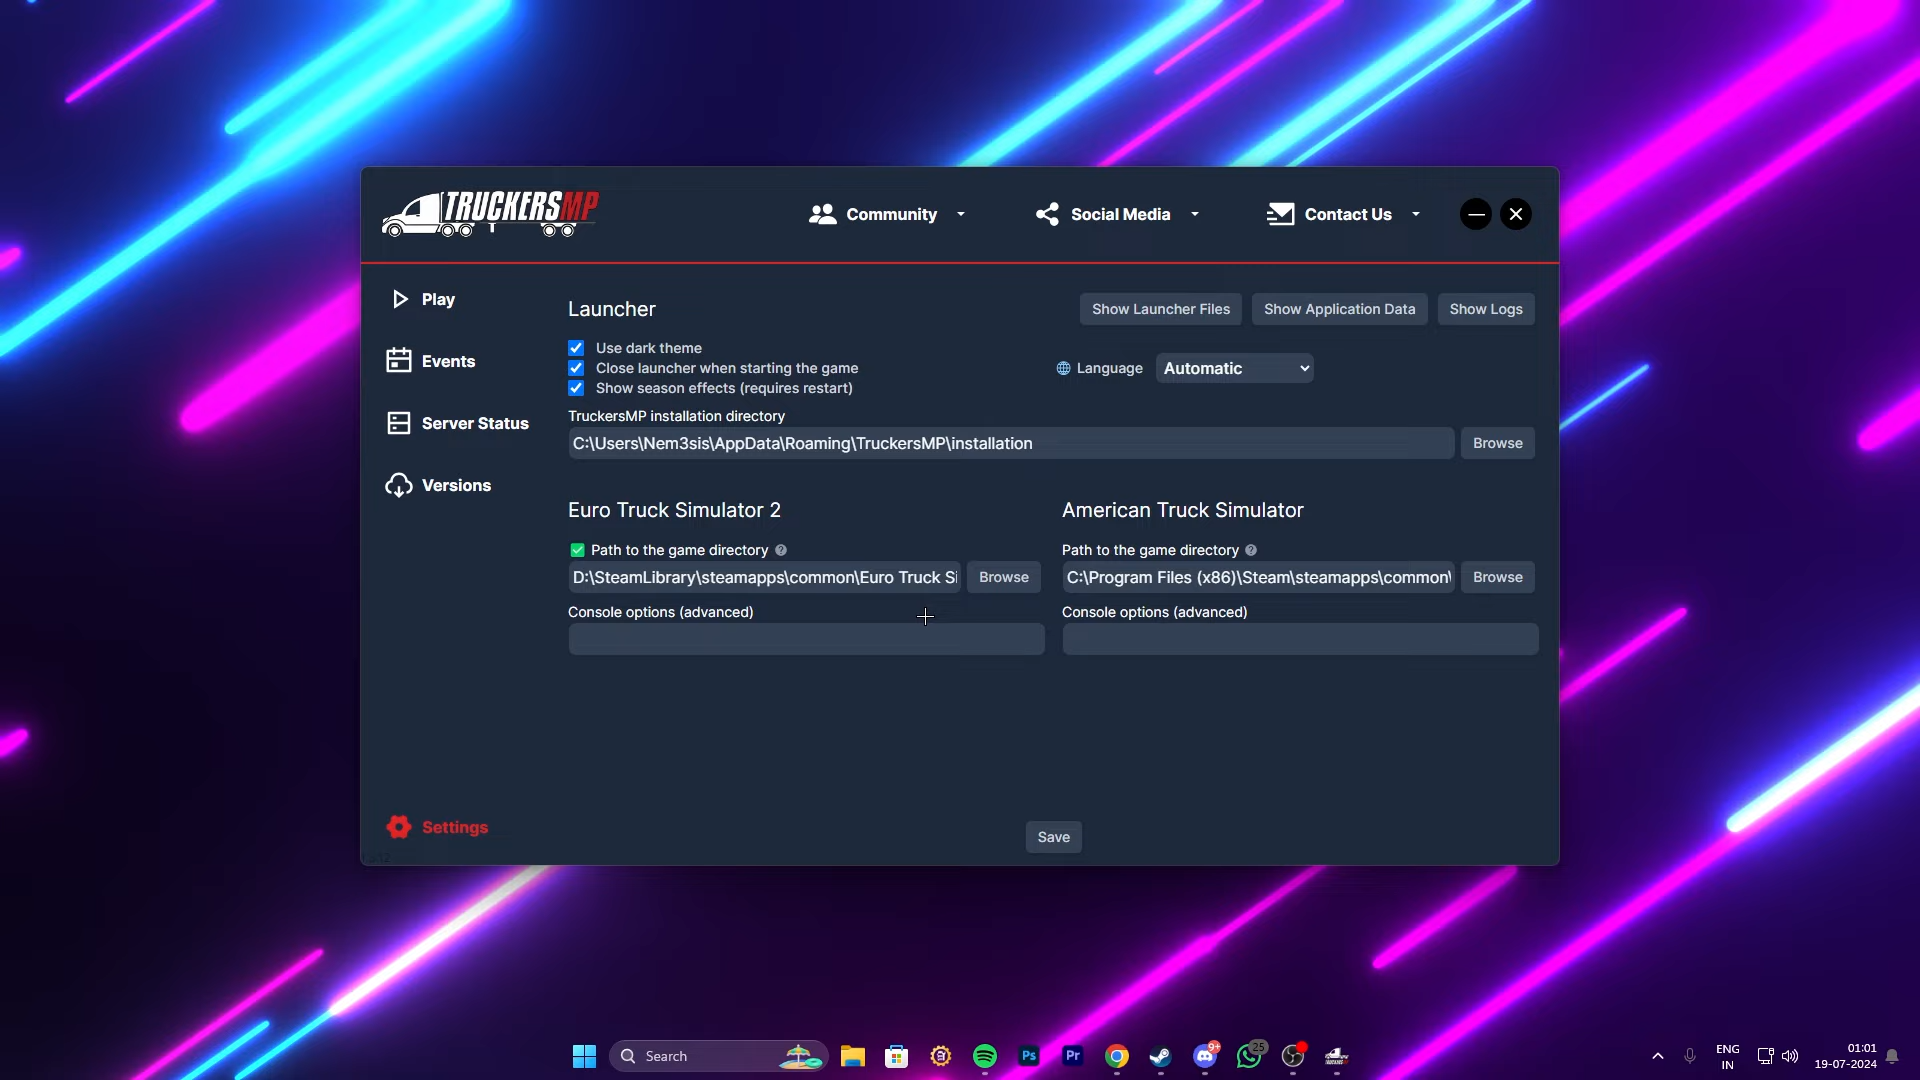 TRUCKERSMP
Community
Social Media
Contact Us
Play
Events
Server Status
Versions
Settings
Launcher
Show Launcher Files
Show Application Data
Show Logs
Use dark theme
Close launcher when starting the game
Show season effects (requires restart)
Language
Automatic
TruckersMP installation directory
C:\Users\Nem3sis\AppData\Roaming\TruckersMP\installation
Browse
Euro Truck Simulator 2
Path to the game directory ?
D:\SteamLibrary\steamapps\common\Euro Truck Si
Browse
Console options (advanced)
American Truck Simulator
Path to the game directory ?
C:\Program Files (x86)\Steam\steamapps\common\
Browse
Console options (advanced)
Save
Search
Ps
Pr
9+
25
ENG
IN
01:01
19-07-2024